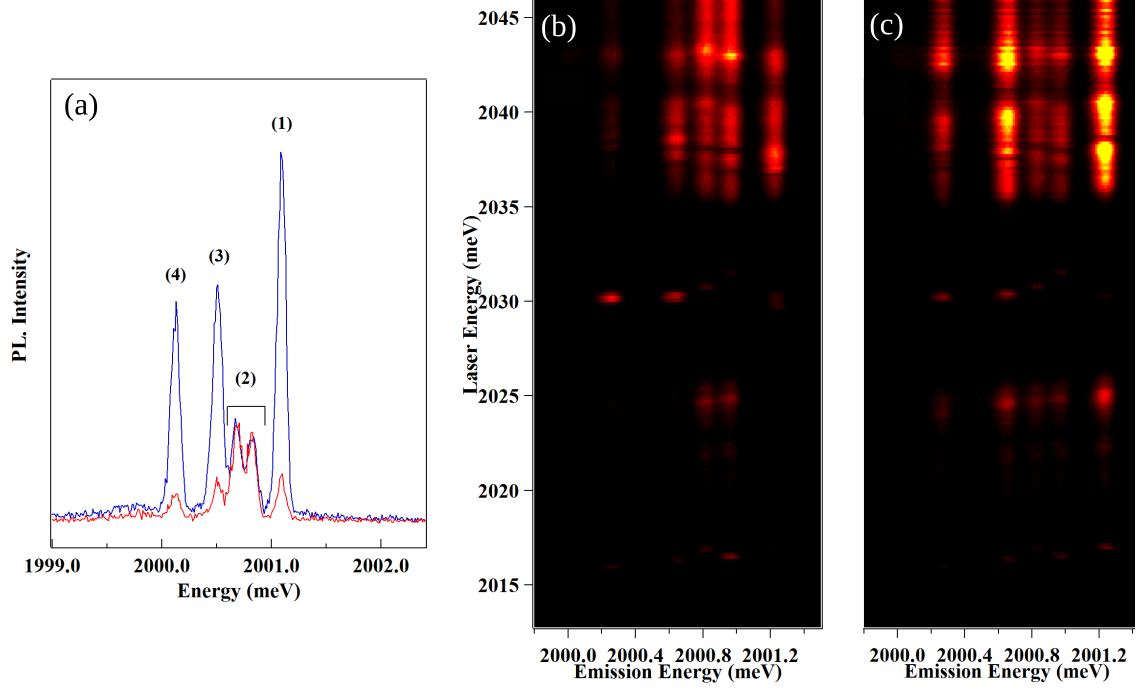 (a)
(1)
(3)
(4)
(2)
PL. Intensity
1999.0 2000.0 2001.0 2002.0
Energy (meV)
(b)
2045
2040
2035
2030
2025
2020
2015
Laser Energy (meV)
2000.0 2000.4 2000.8 2001.2
Emission Energy (meV)
(c)
2000.0 2000.4 2000.8 2001.2
Emission Energy (meV)